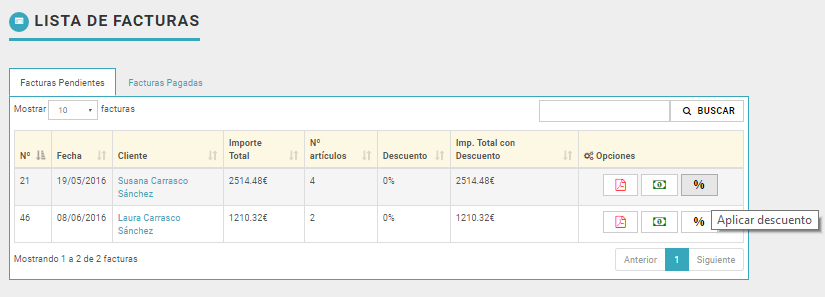 LISTA DE FACTURAS
Facturas Pendientes Facturas Pagadas
Mostrar 10 facturas BUSCAR
Nº Fecha Cliente Importe Total Nº artículos Descuento Imp. Total con Descuento Opciones
21 19/05/2016 Susana Carrasco Sánchez 2514.48€ 4 0% 2514.48€ %
46 08/06/2016 Laura Carrasco Sánchez 1210.32€ 2 0% 1210.32€ %
Aplicar descuento
Mostrando 1 a 2 de 2 facturas Anterior 1 Siguiente